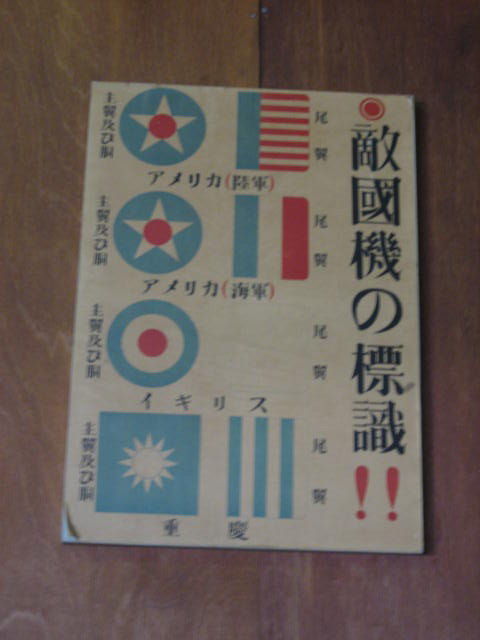 敵國機の標識!!
主翼及び胴
尾翼
アメリカ(陸軍)
主翼及び胴
尾翼
アメリカ(海軍)
主翼及び胴
尾翼
イギリス
主翼及び胴
尾翼
重慶